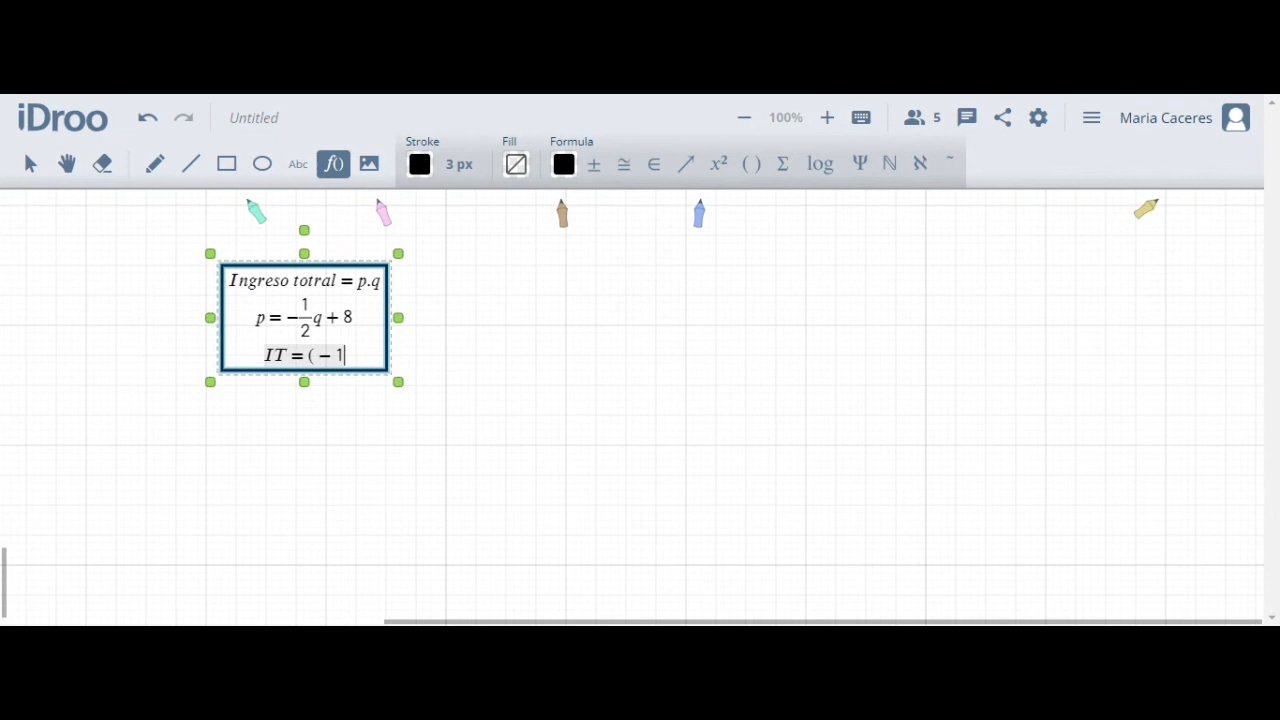 iDroo Untitled 100% 5 Maria Caceres
Stroke Fill Formula
Abc f() 3 px ± ≅ ∈ x² ( ) Σ log Ψ ℕ ℵ ~
Ingreso totral = p.q
p = −1/2 q + 8
IT = ( − 1